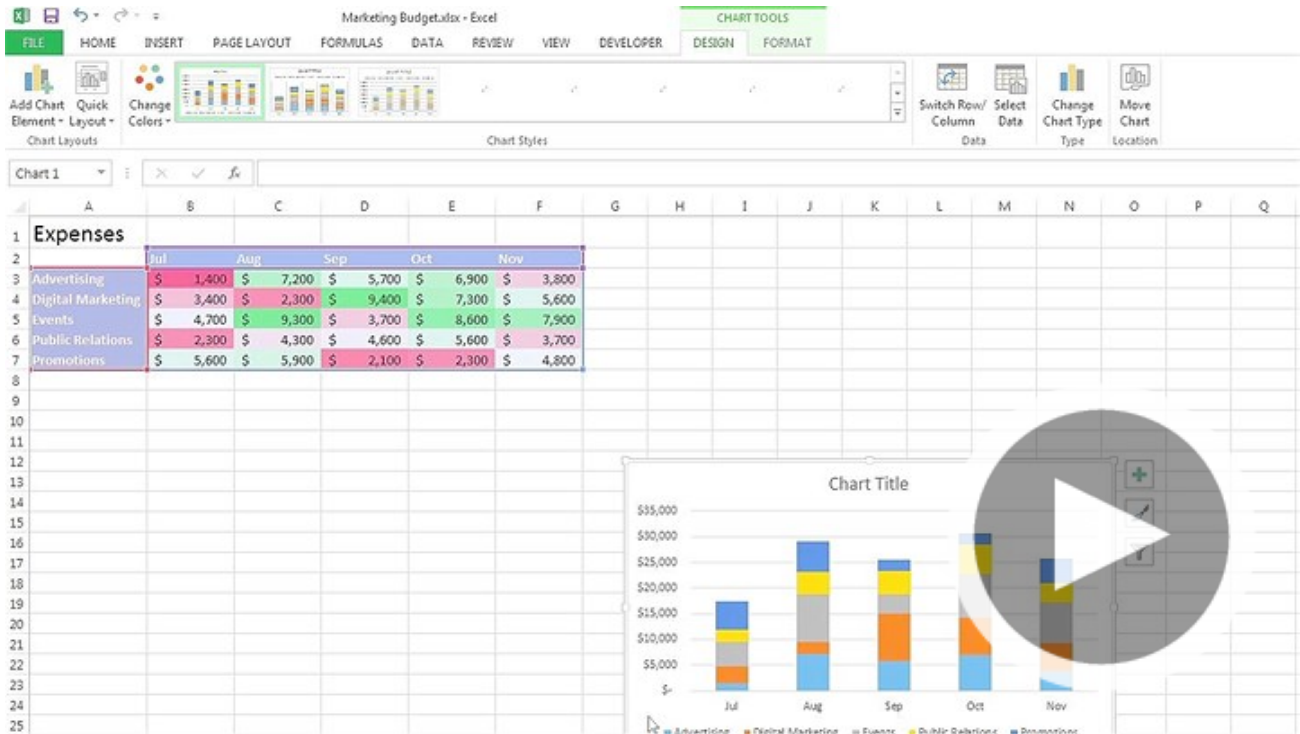 Marketing Budget.xlsx - Excel
CHART TOOLS
FILE HOME INSERT PAGE LAYOUT FORMULAS DATA REVIEW VIEW DEVELOPER DESIGN FORMAT
Add Chart Element Quick Layout Change Colors Switch Row/ Column Select Data Change Chart Type Move Chart
Chart Layouts Chart Styles Data Type Location
Chart 1 fx
A B C D E F G H I J K L M N O P Q
1 Expenses
2 Jul Aug Sep Oct Nov
3 Advertising $ 1,400 $ 7,200 $ 5,700 $ 6,900 $ 3,800
4 Digital Marketing $ 3,400 $ 2,300 $ 9,400 $ 7,300 $ 5,600
5 Events $ 4,700 $ 9,300 $ 3,700 $ 8,600 $ 7,900
6 Public Relations $ 2,300 $ 4,300 $ 4,600 $ 5,600 $ 3,700
7 Promotions $ 5,600 $ 5,900 $ 2,100 $ 2,300 $ 4,800
8
9
10
11
12
13
14
15
16
17
18
19
20
21
22
23
24
25
Chart Title
$35,000
$30,000
$25,000
$20,000
$15,000
$10,000
$5,000
$-
Jul Aug Sep Oct Nov
Advertising Digital Marketing Events Public Relations Promotions